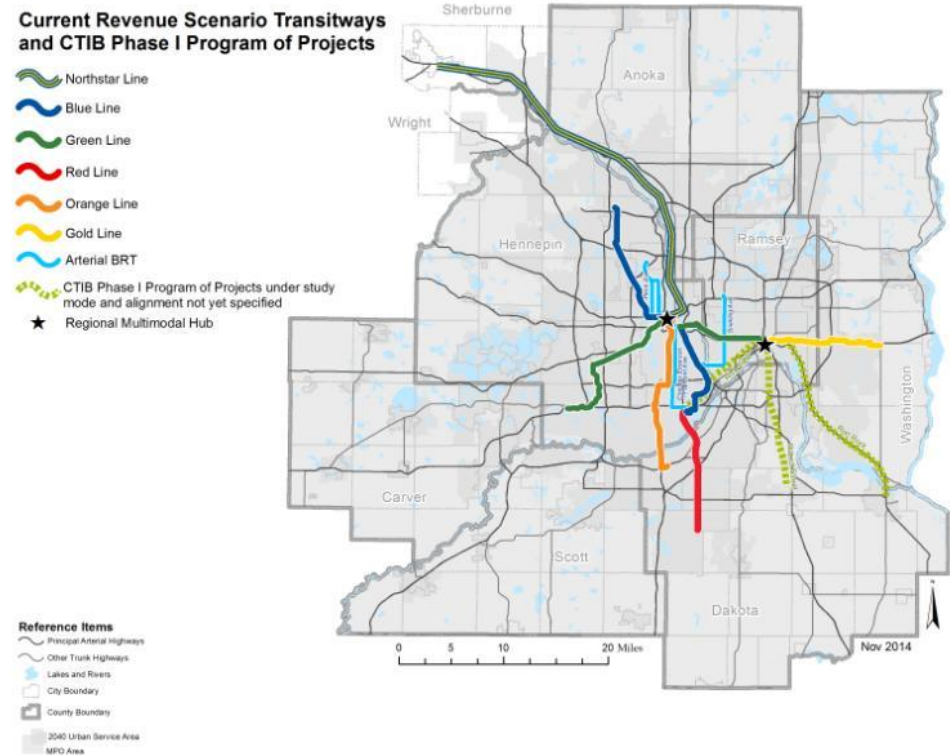 Current Revenue Scenario Transitways
and CTIB Phase I Program of Projects
Northstar Line
Blue Line
Green Line
Red Line
Orange Line
Gold Line
Arterial BRT
CTIB Phase I Program of Projects under study
mode and alignment not yet specified
Regional Multimodal Hub
Sherburne
Anoka
Wright
Hennepin
Ramsey
Washington
Red Rock
Carver
Scott
Dakota
Reference Items
Principal Arterial Highways
Other Trunk Highways
Lakes and Rivers
City Boundary
County Boundary
2040 Urban Service Area
MPO Area
0 5 10 20 Miles
N
Nov 2014